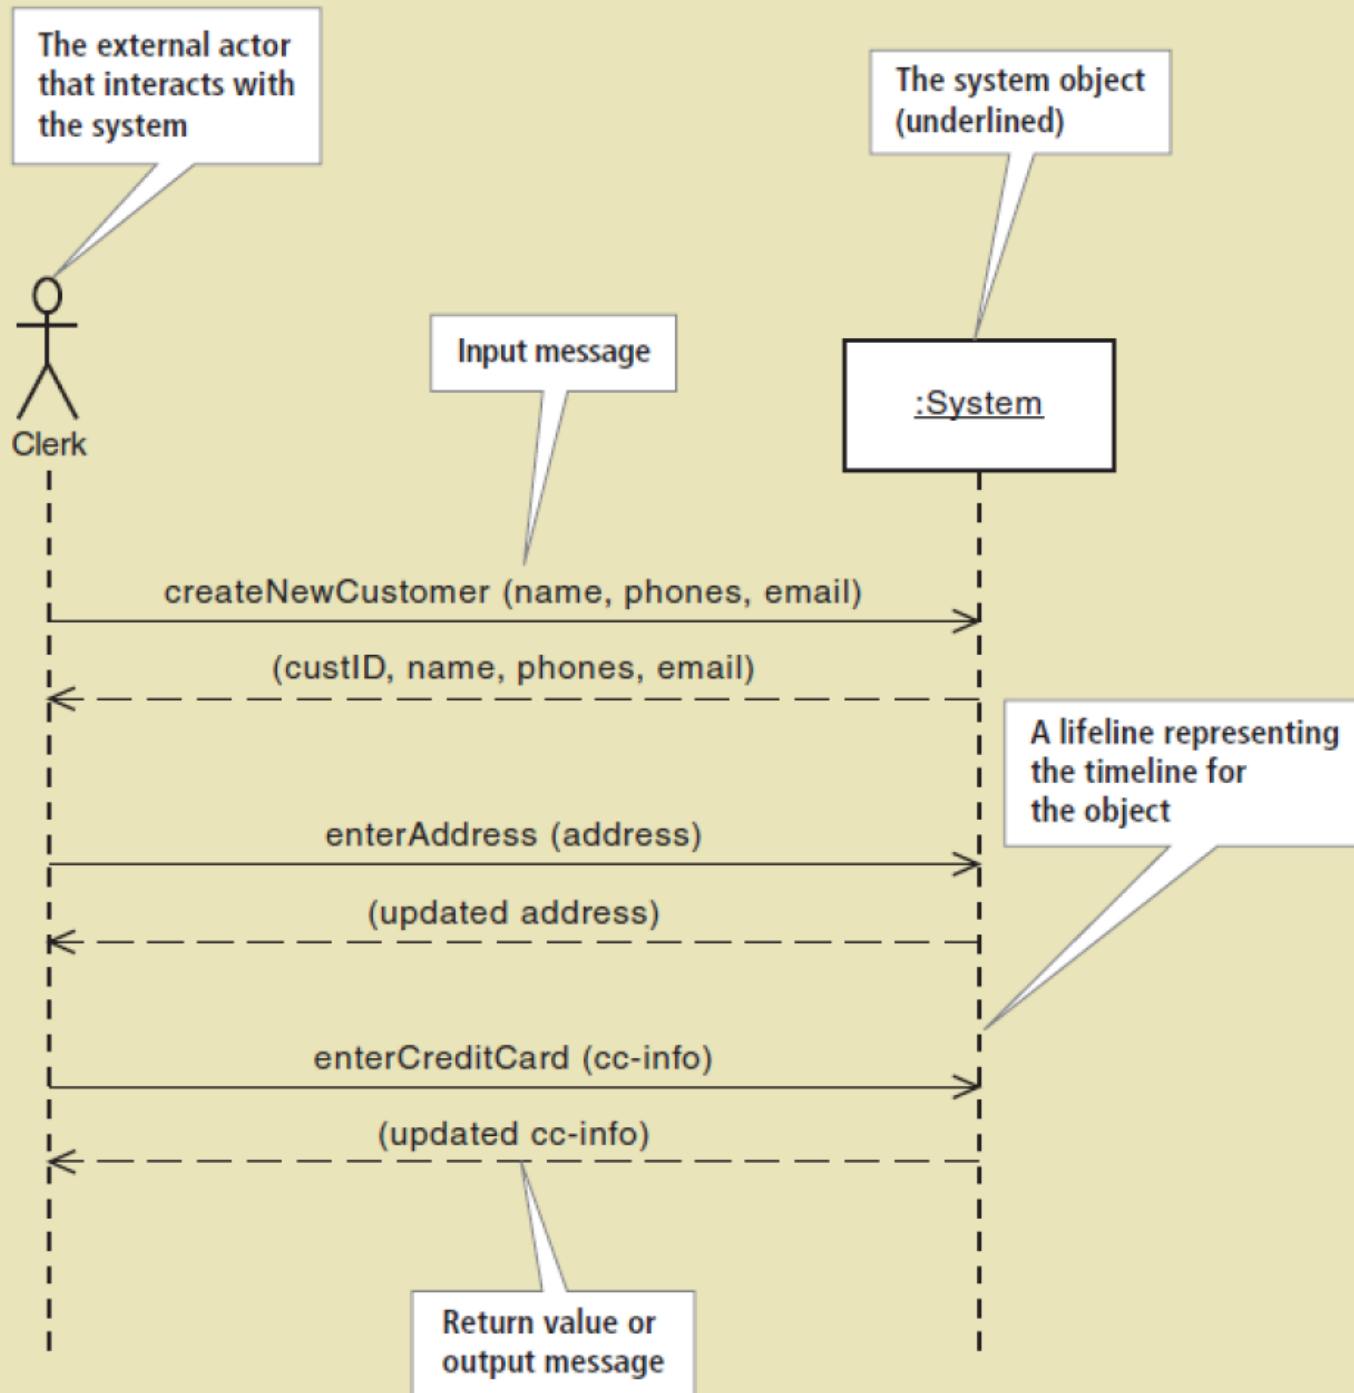 The external actor
that interacts with
the system
The system object
(underlined)
Input message
:System
Clerk
createNewCustomer (name, phones, email)
(custID, name, phones, email)
A lifeline representing
the timeline for
the object
enterAddress (address)
(updated address)
enterCreditCard (cc-info)
(updated cc-info)
Return value or
output message